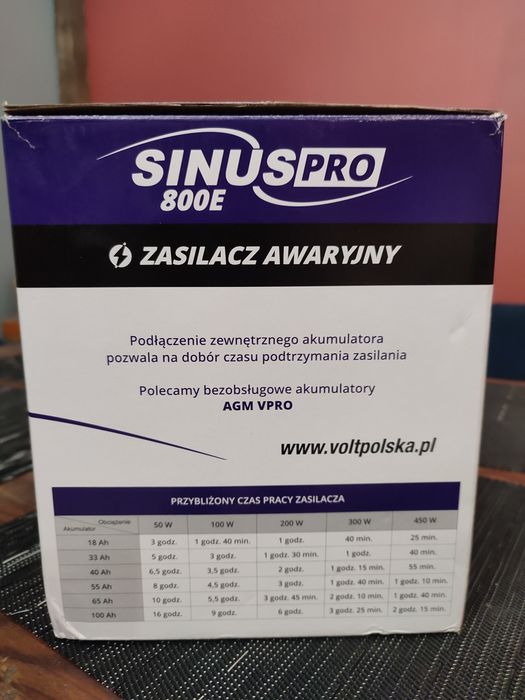 SINUS PRO
800E
ZASILACZ AWARYJNY
Podłączenie zewnętrznego akumulatora
pozwala na dobór czasu podtrzymania zasilania
Polecamy bezobsługowe akumulatory
AGM VPRO
www.voltpolska.pl
PRZYBLIŻONY CZAS PRACY ZASILACZA
Obciążenie
Akumulator 50 W 100 W 200 W 300 W 450 W
18 Ah 3 godz. 1 godz. 40 min. 1 godz. 40 min. 25 min.
33 Ah 5 godz. 3 godz. 1 godz. 30 min. 1 godz. 40 min.
40 Ah 6,5 godz. 3,5 godz. 2 godz. 1 godz. 15 min. 55 min.
55 Ah 8 godz. 4,5 godz. 3 godz. 1 godz. 40 min. 1 godz. 10 min.
65 Ah 10 godz. 5,5 godz. 3 godz. 45 min. 2 godz. 10 min. 1 godz. 40 min.
100 Ah 16 godz. 9 godz. 6 godz. 3 godz. 25 min. 2 godz. 15 min.